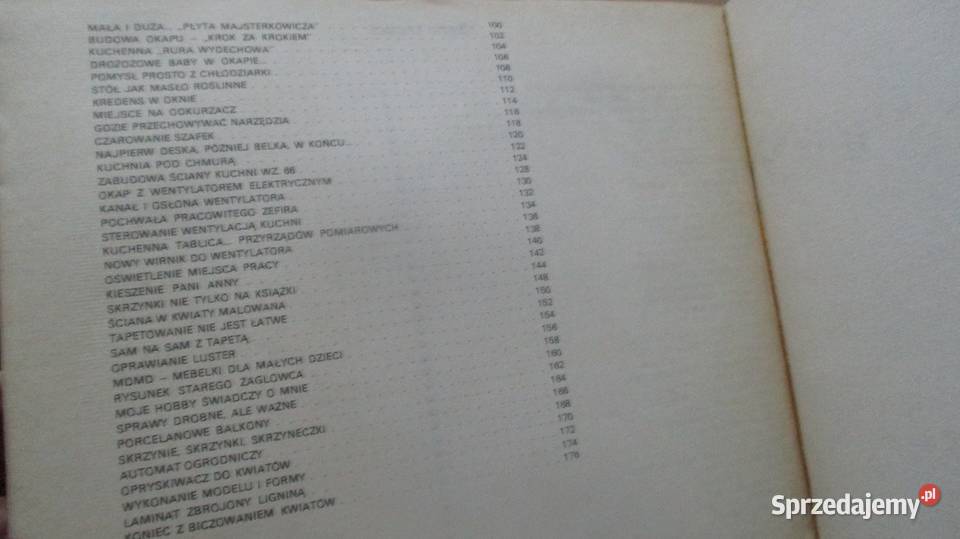 MAŁA I DUŻA... „PŁYTA MAJSTERKOWICZA” 100
BUDOWA OKAPU – „KROK ZA KROKIEM” 102
KUCHENNA „RURA WYDECHOWA” 104
DROŻDŻOWE BABY W OKAPIE... 106
POMYSŁ PROSTO Z CHŁODZIARKI 108
STÓŁ JAK MASŁO ROŚLINNE 110
KREDENS W OKNIE 112
MIEJSCE NA ODKURZACZ 114
GDZIE PRZECHOWYWAĆ NARZĘDZIA 116
CZAROWANIE SZAFEK 118
NAJPIERW DESKA, PÓŹNIEJ BELKA, W KOŃCU... 120
KUCHNIA POD CHMURĄ 122
ZABUDOWA ŚCIANY KUCHNI WZ. 66 124
OKAP Z WENTYLATOREM ELEKTRYCZNYM 128
KANAŁ I OSŁONA WENTYLATORA 130
POCHWAŁA PRACOWITEGO ZEFIRA 132
STEROWANIE WENTYLACJĄ KUCHNI 134
KUCHENNA TABLICA... PRZYRZĄDÓW POMIAROWYCH 136
NOWY WIRNIK DO WENTYLATORA 138
OŚWIETLENIE MIEJSCA PRACY 140
KIESZENIE PANI ANNY 142
SKRZYNKI NIE TYLKO NA KSIĄŻKI 144
ŚCIANA W KWIATY MALOWANA 148
TAPETOWANIE NIE JEST ŁATWE 150
SAM NA SAM Z TAPETĄ 152
OPRAWIANIE LUSTER 154
MDMD – MEBELKI DLA MAŁYCH DZIECI 156
RYSUNEK STAREGO ŻAGLOWCA 158
MOJE HOBBY ŚWIADCZY O MNIE 160
SPRAWY DROBNE, ALE WAŻNE 162
PORCELANOWE BALKONY 164
SKRZYNIE, SKRZYNKI, SKRZYNECZKI 166
AUTOMAT OGRODNICZY 168
OPRYSKIWACZ DO KWIATÓW 170
WYKONANIE MODELU I FORMY 172
LAMINAT ZBROJONY LIGNINĄ 174
KONIEC Z BICZOWANIEM KWIATÓW 176
Sprzedajemy.pl